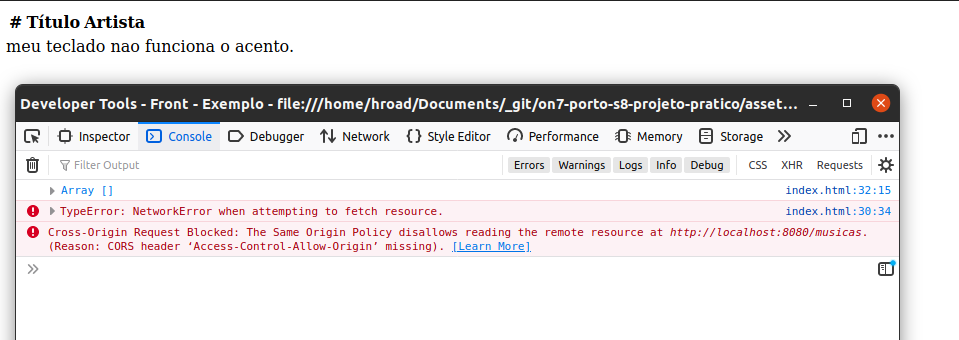 # Título Artista
meu teclado nao funciona o acento.
Developer Tools - Front - Exemplo - file:///home/hroad/Documents/_git/on7-porto-s8-projeto-pratico/asset...
Inspector Console Debugger Network {} Style Editor Performance Memory Storage
Filter Output Errors Warnings Logs Info Debug CSS XHR Requests
Array [] index.html:32:15
TypeError: NetworkError when attempting to fetch resource. index.html:30:34
Cross-Origin Request Blocked: The Same Origin Policy disallows reading the remote resource at http://localhost:8080/musicas.
(Reason: CORS header ‘Access-Control-Allow-Origin’ missing). [Learn More]